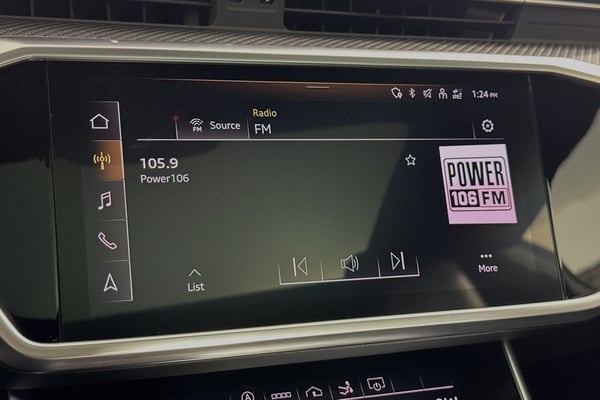 1:24 PM
Radio
FM
Source
FM
105.9
Power106
POWER
106 FM
List
More
A